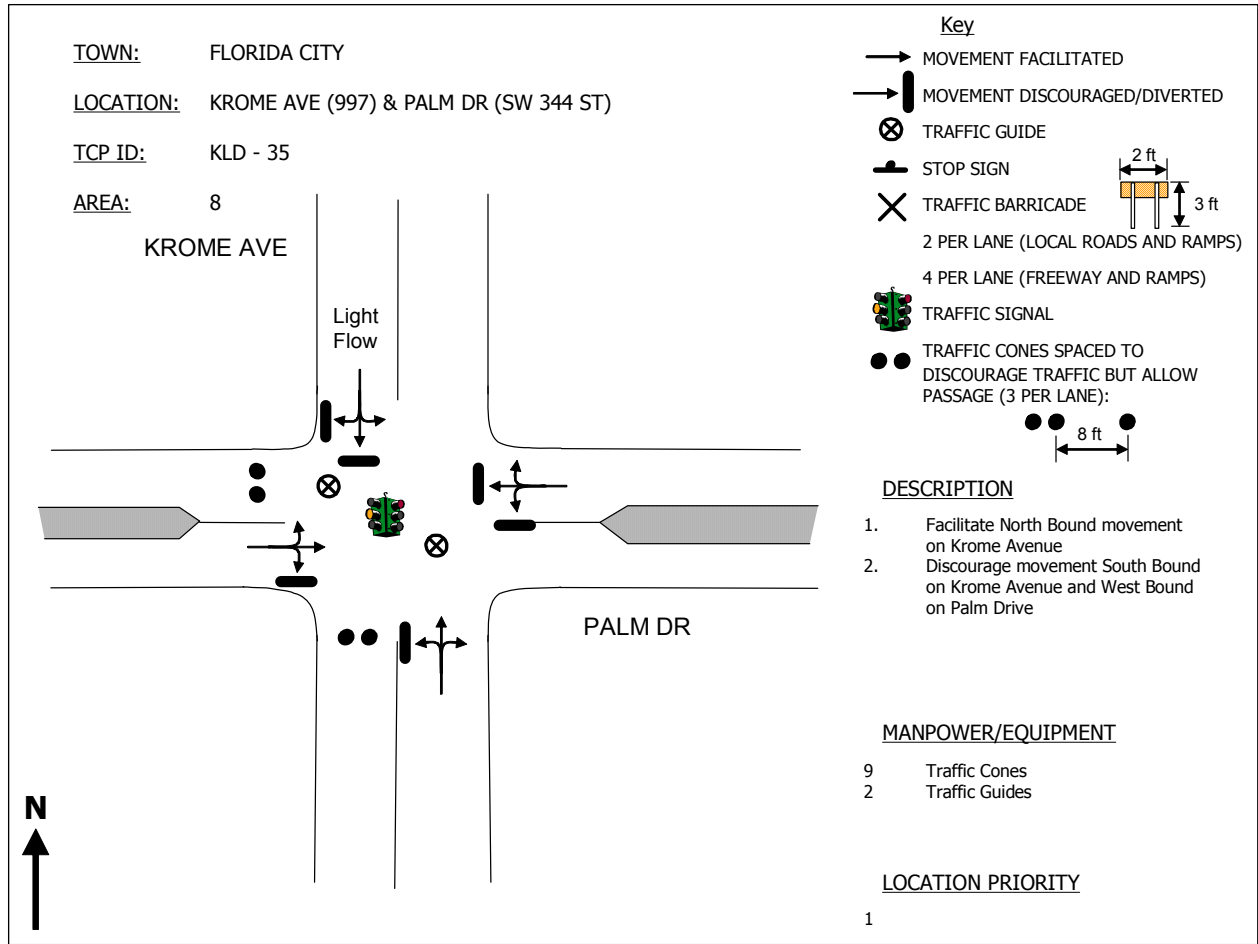 TOWN: FLORIDA CITY
LOCATION: KROME AVE (997) & PALM DR (SW 344 ST)
TCP ID: KLD - 35
AREA: 8
KROME AVE
Light
Flow
PALM DR
N
Key
MOVEMENT FACILITATED
MOVEMENT DISCOURAGED/DIVERTED
TRAFFIC GUIDE
STOP SIGN
TRAFFIC BARRICADE
2 ft
3 ft
2 PER LANE (LOCAL ROADS AND RAMPS)
4 PER LANE (FREEWAY AND RAMPS)
TRAFFIC SIGNAL
TRAFFIC CONES SPACED TO
DISCOURAGE TRAFFIC BUT ALLOW
PASSAGE (3 PER LANE):
8 ft
DESCRIPTION
1. Facilitate North Bound movement
on Krome Avenue
2. Discourage movement South Bound
on Krome Avenue and West Bound
on Palm Drive
MANPOWER/EQUIPMENT
9 Traffic Cones
2 Traffic Guides
LOCATION PRIORITY
1